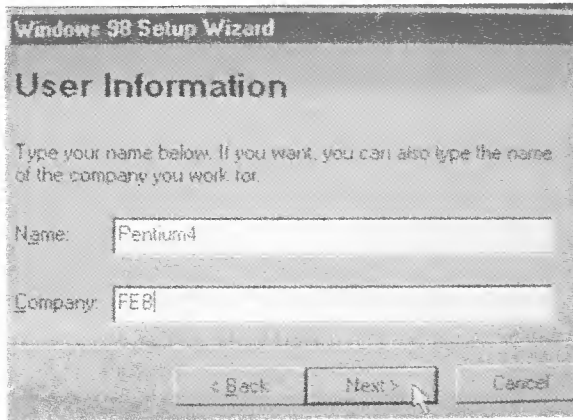 Windows 98 Setup Wizard
User Information
Type your name below. If you want, you can also type the name
of the company you work for.
Name: Pentium4
Company: FEB
< Back Next > Cancel